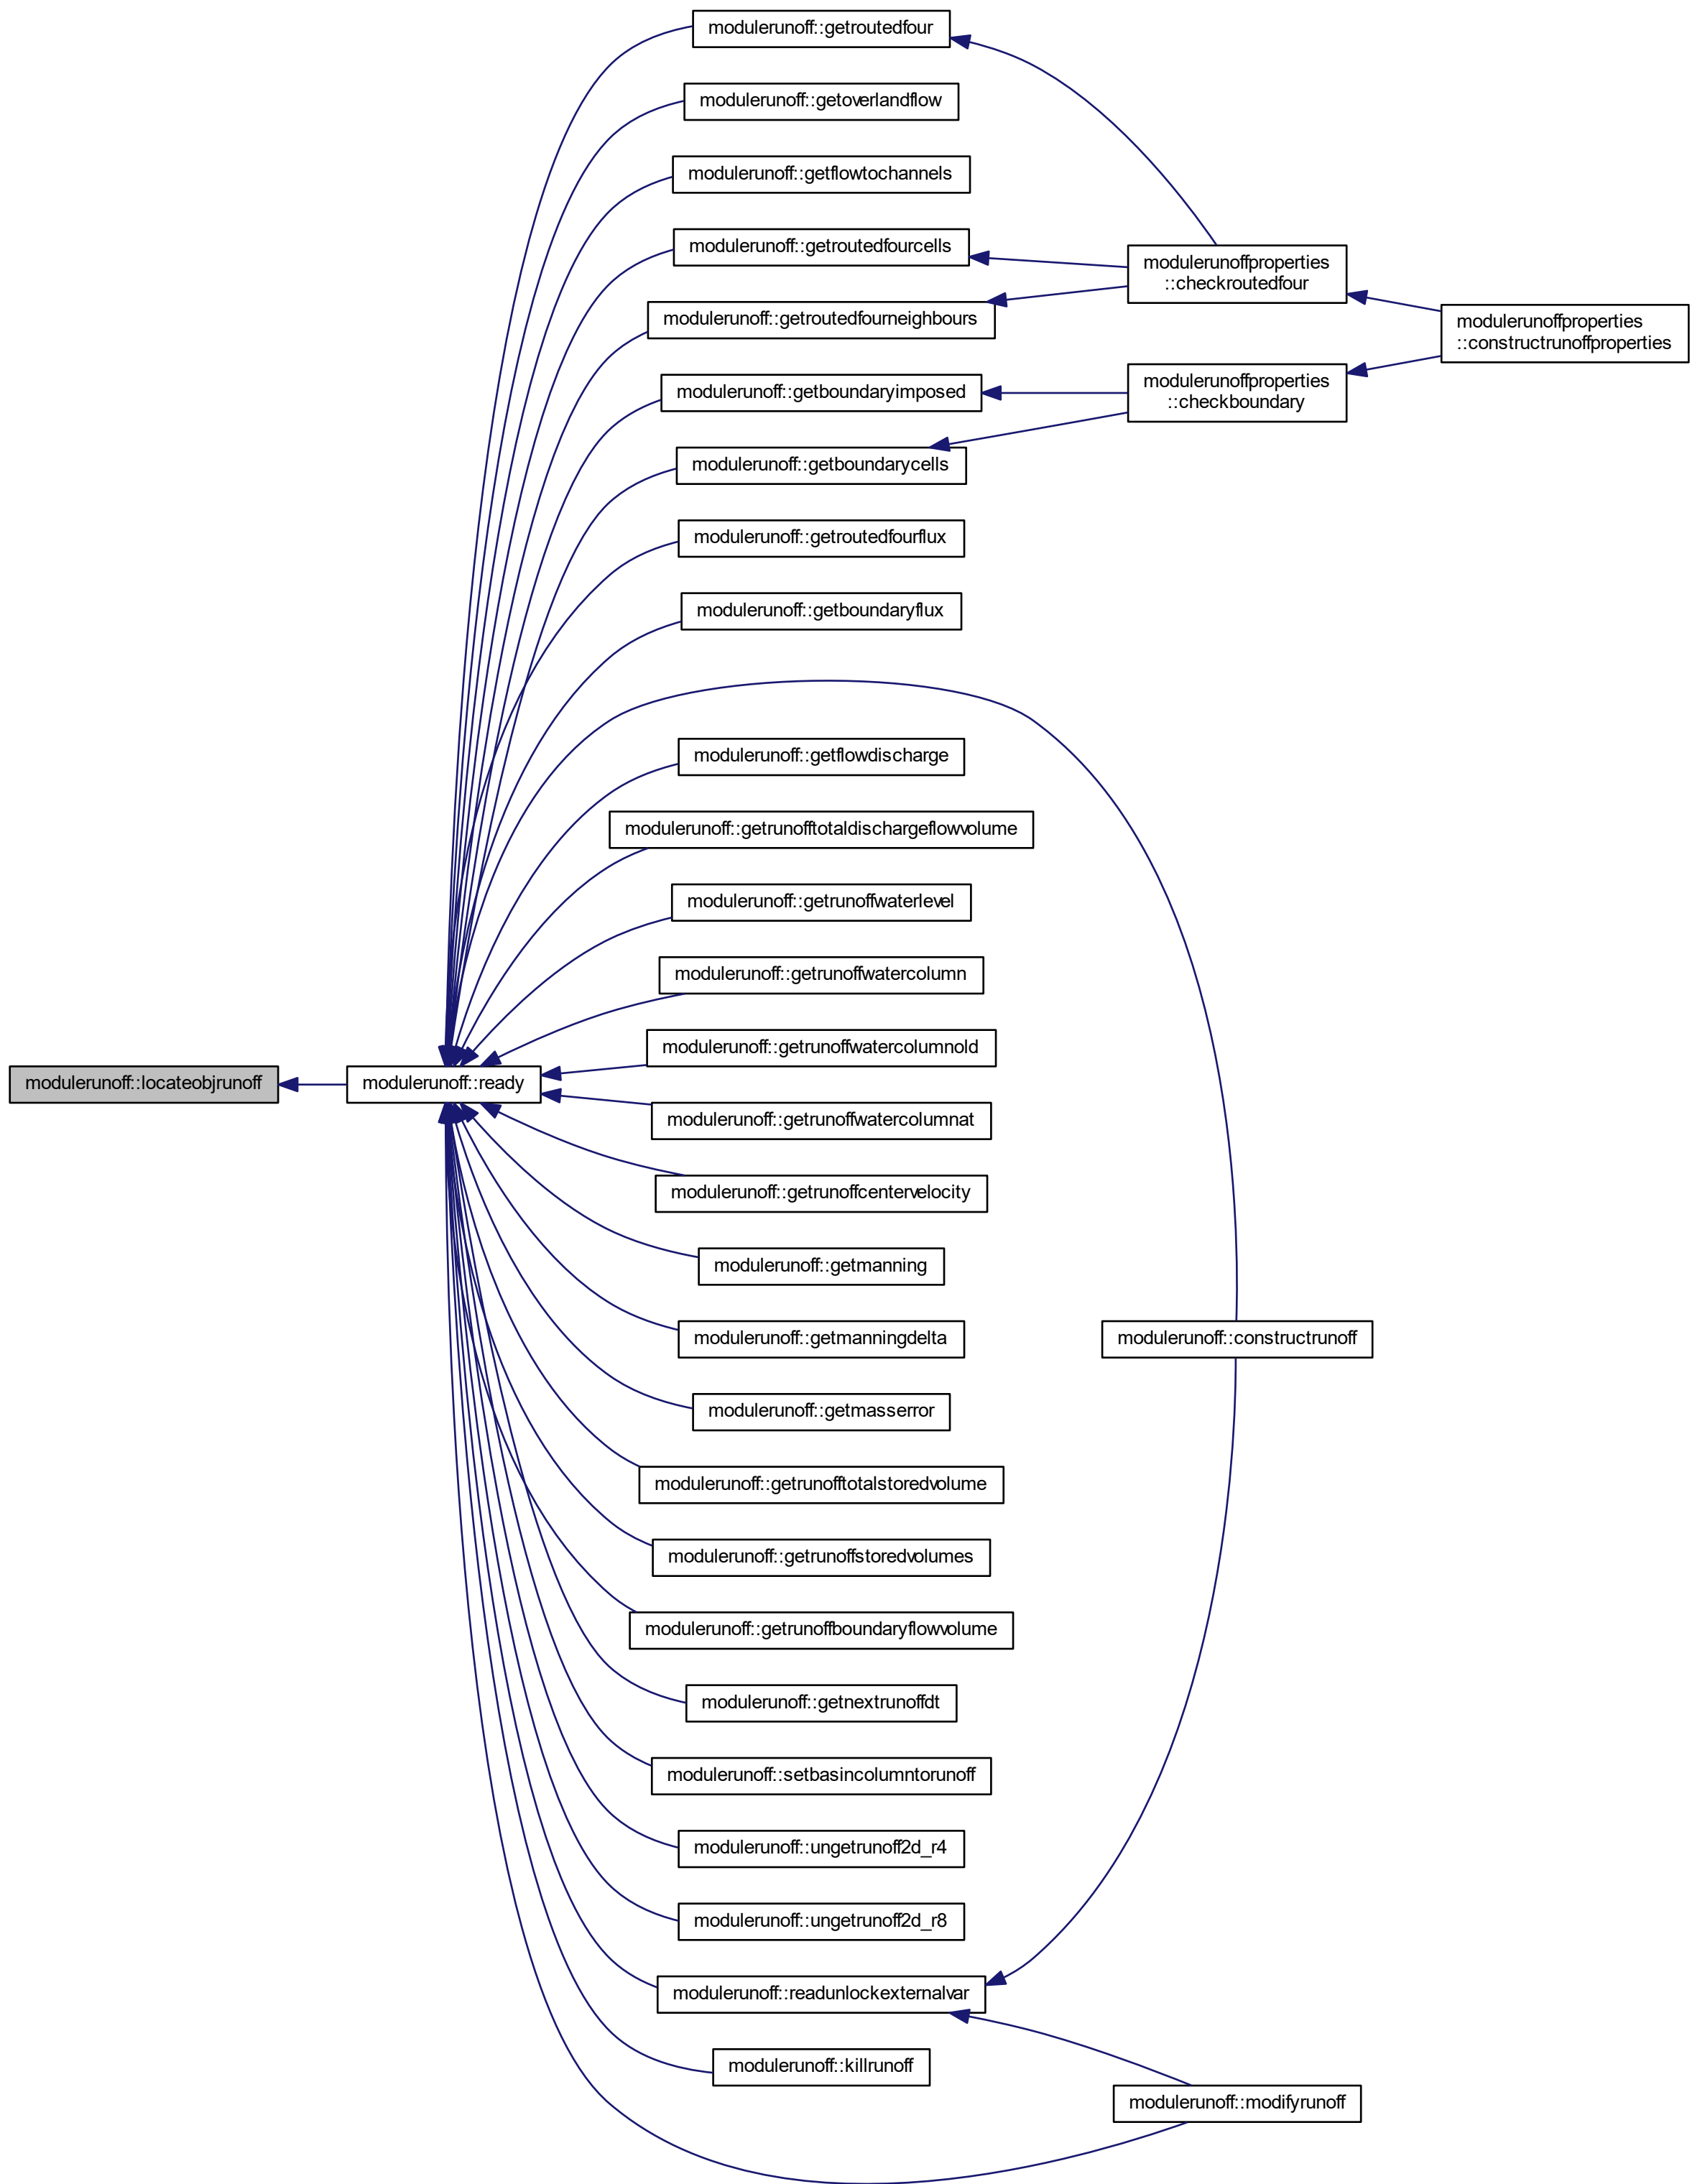 modulerunoff::getroutedfour
modulerunoff::getoverlandflow
modulerunoff::getflowtochannels
modulerunoff::getroutedfourcells
modulerunoffproperties
::checkroutedfour
modulerunoff::getroutedfourneighbours
modulerunoffproperties
::constructrunoffproperties
modulerunoff::getboundaryimposed
modulerunoffproperties
::checkboundary
modulerunoff::getboundarycells
modulerunoff::getroutedfourflux
modulerunoff::getboundaryflux
modulerunoff::getflowdischarge
modulerunoff::getrunofftotaldischargeflowvolume
modulerunoff::getrunoffwaterlevel
modulerunoff::getrunoffwatercolumn
modulerunoff::getrunoffwatercolumnold
modulerunoff::locateobjrunoff
modulerunoff::ready
modulerunoff::getrunoffwatercolumnat
modulerunoff::getrunoffcentervelocity
modulerunoff::getmanning
modulerunoff::getmanningdelta
modulerunoff::constructrunoff
modulerunoff::getmasserror
modulerunoff::getrunofftotalstoredvolume
modulerunoff::getrunoffstoredvolumes
modulerunoff::getrunoffboundaryflowvolume
modulerunoff::getnextrunoffdt
modulerunoff::setbasincolumntorunoff
modulerunoff::ungetrunoff2d_r4
modulerunoff::ungetrunoff2d_r8
modulerunoff::readunlockexternalvar
modulerunoff::killrunoff
modulerunoff::modifyrunoff